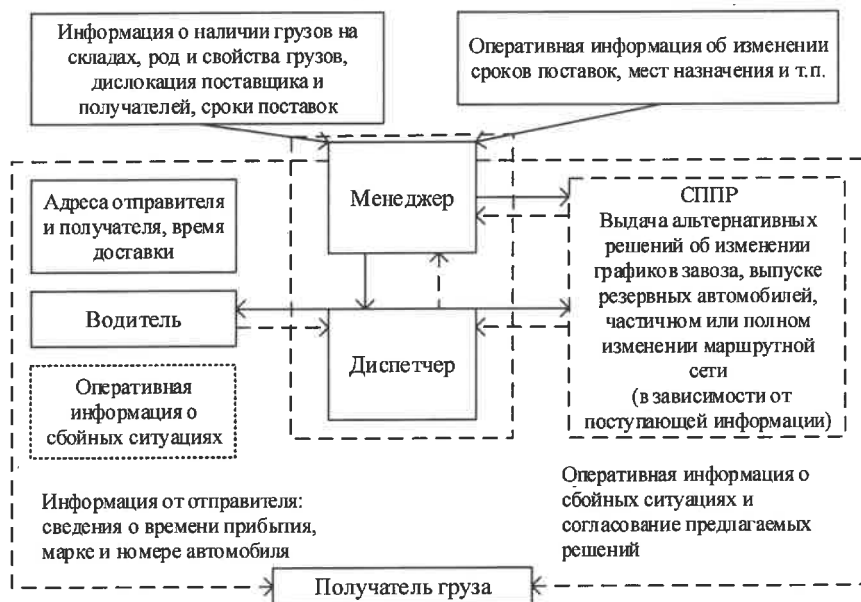 Информация о наличии грузов на
складах, род и свойства грузов,
дислокация поставщика и
получателей, сроки поставок
Оперативная информация об изменении
сроков поставок, мест назначения и т.п.
Менеджер
Адреса отправителя
и получателя, время
доставки
СППР
Выдача альтернативных
решений об изменении
графиков завоза, выпуске
резервных автомобилей,
частичном или полном
изменении маршрутной
сети
(в зависимости от
поступающей информации)
Водитель
Диспетчер
Оперативная
информация о
сбойных ситуациях
Информация от отправителя:
сведения о времени прибытия,
марке и номере автомобиля
Оперативная информация о
сбойных ситуациях и
согласование предлагаемых
решений
Получатель груза